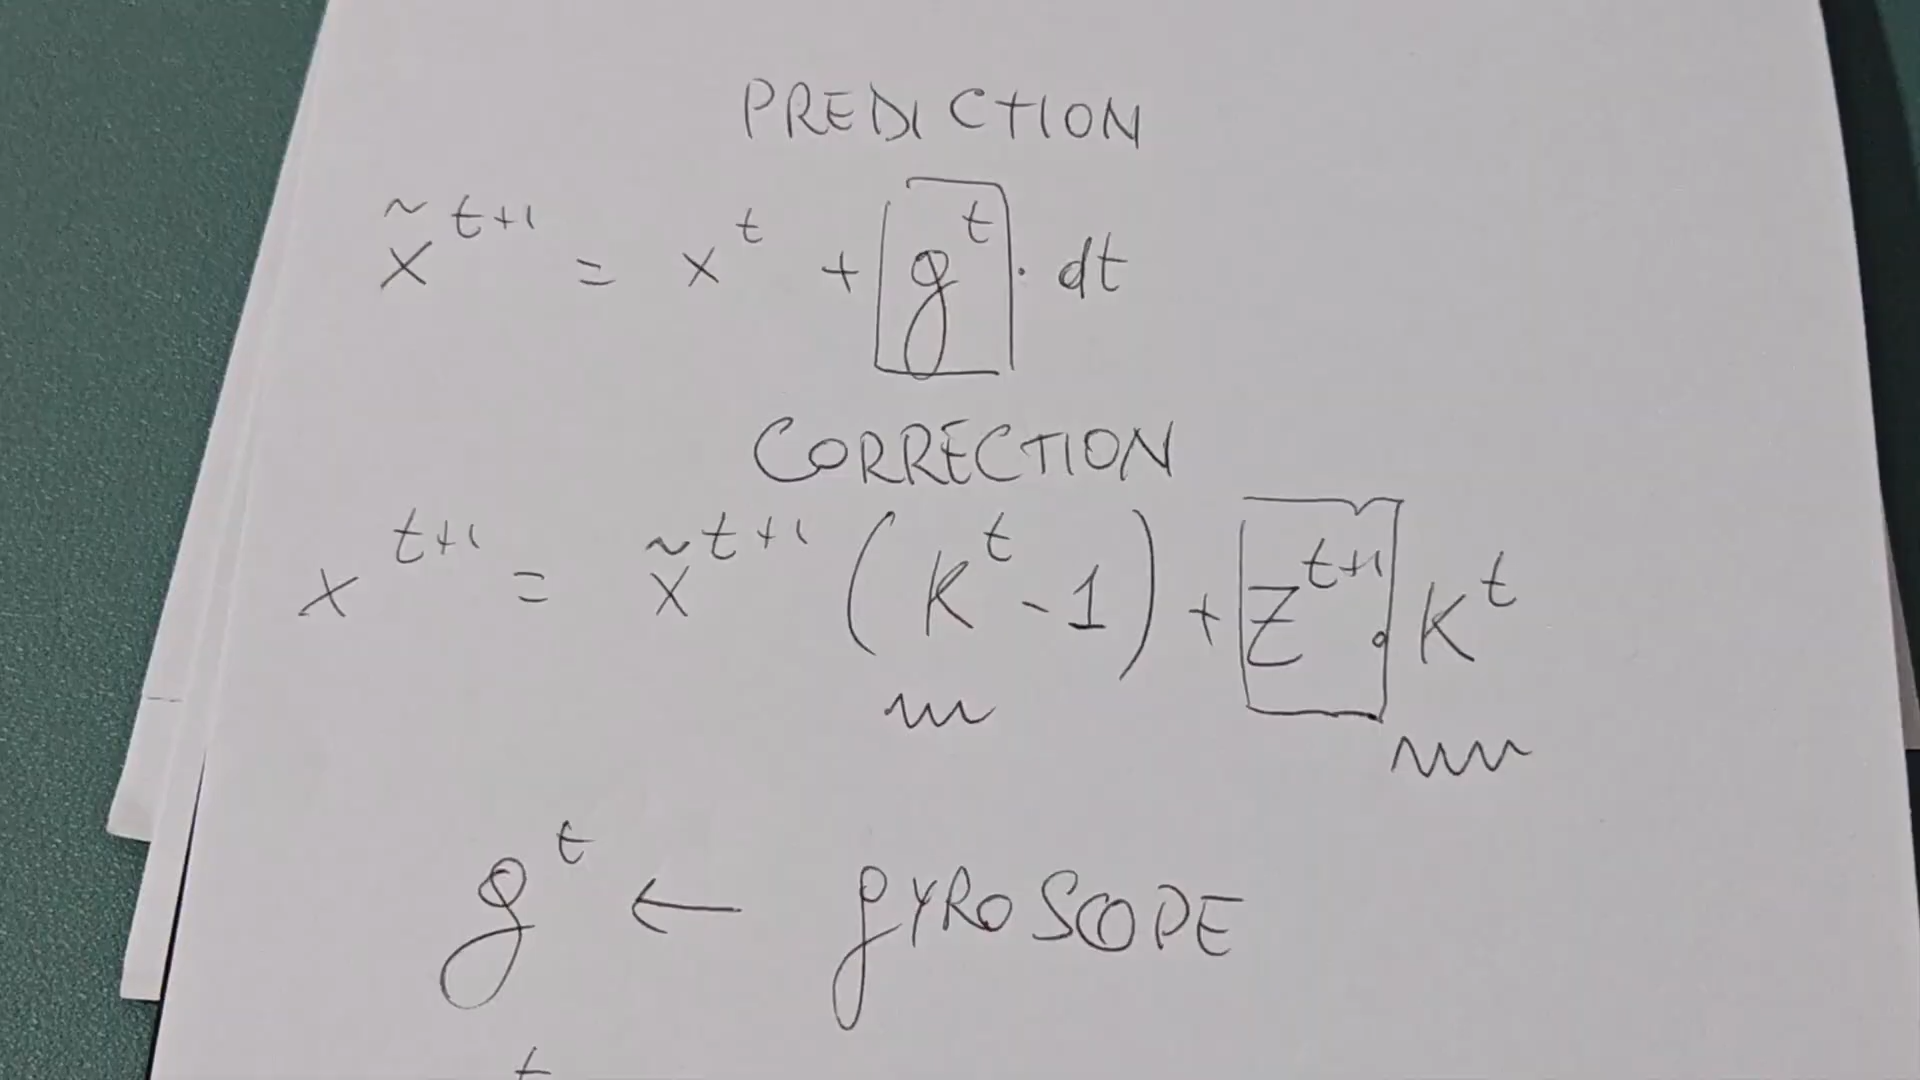 PREDICTION
x̃^{t+1} = x^t + g^t · dt
CORRECTION
x^{t+1} = x̃^{t+1} (K^t - 1) + Z^{t+1} · K^t
g^t ← gYROSCOPE
t